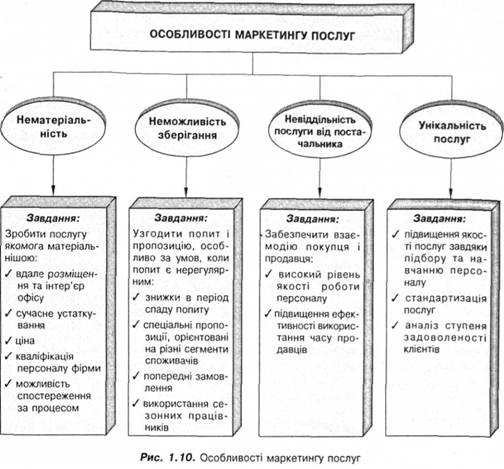 ОСОБЛИВОСТІ МАРКЕТИНГУ ПОСЛУГ
Нематеріаль-
ність
Неможливість
зберігання
Невіддільність
послуги від поста-
чальника
Унікальність
послуг
Завдання:
Зробити послугу
якомога матеріаль-
нішою:
✓ вдале розміщен-
ня та інтер'єр
офісу
✓ сучасне устатку-
вання
✓ ціна
✓ кваліфікація
персоналу фірми
✓ можливість
спостереження
за процесом
Завдання:
Узгодити попит і
пропозицію, особ-
ливо за умов, коли
попит є нерегуляр-
ним:
✓ знижки в період
спаду попиту
✓ спеціальні пропо-
зиції, орієнтовані
на різні сегменти
споживачів
✓ попередні замов-
лення
✓ використання се-
зонних праців-
ників
Завдання:
Забезпечити взає-
модію покупця і
продавця:
✓ високий рівень
якості роботи
персоналу
✓ підвищення ефек-
тивності викорис-
тання часу про-
давців
Завдання:
✓ підвищення якос-
ті послуг завдяки
підбору та на-
вчанню персо-
налу
✓ стандартизація
послуг
✓ аналіз ступеня
задоволеності
клієнтів
Рис. 1.10. Особливості маркетингу послуг